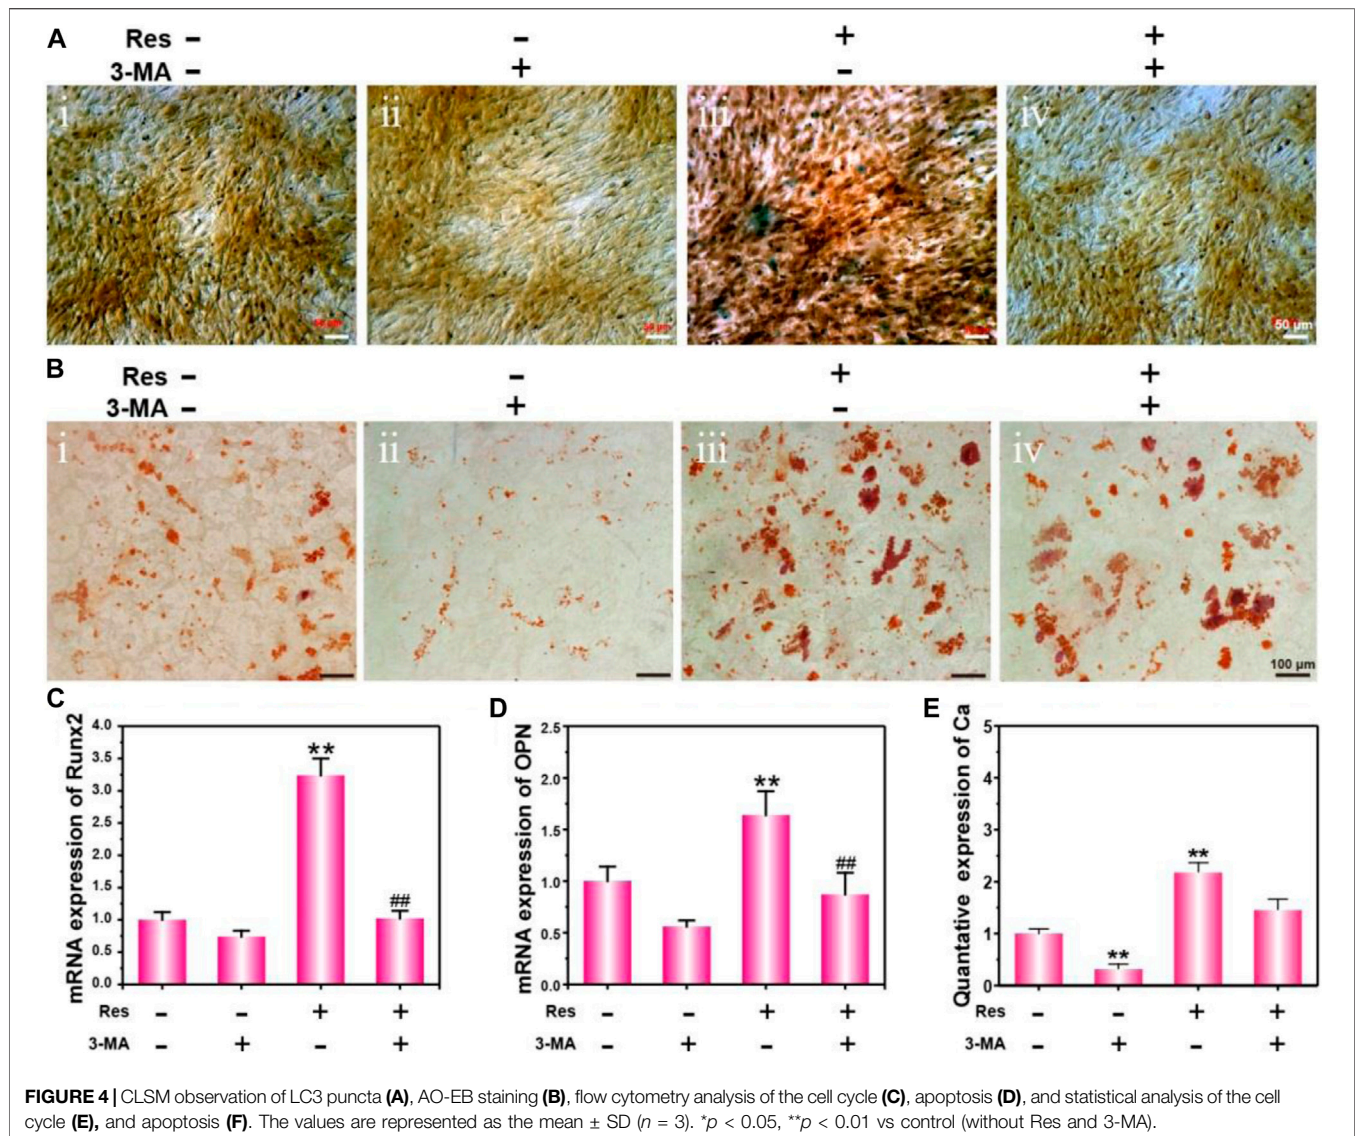 A
Res − − + +
3-MA − + − +
i ii iii iv
50 µm
B
Res − − + +
3-MA − + − +
i ii iii iv
100 µm
C
mRNA expression of Runx2
4.0
3.5
3.0
2.5
2.0
1.5
1.0
0.5
0.0
**
##
Res − − + +
3-MA − + − +
D
mRNA expression of OPN
2.5
2.0
1.5
1.0
0.5
0.0
**
##
− − + +
− + − +
E
Quantative expression of Ca
5
4
3
2
1
0
**
**
Res − − + +
3-MA − + − +
FIGURE 4 | CLSM observation of LC3 puncta (A), AO-EB staining (B), flow cytometry analysis of the cell cycle (C), apoptosis (D), and statistical analysis of the cell
cycle (E), and apoptosis (F). The values are represented as the mean ± SD (n = 3). *p < 0.05, **p < 0.01 vs control (without Res and 3-MA).